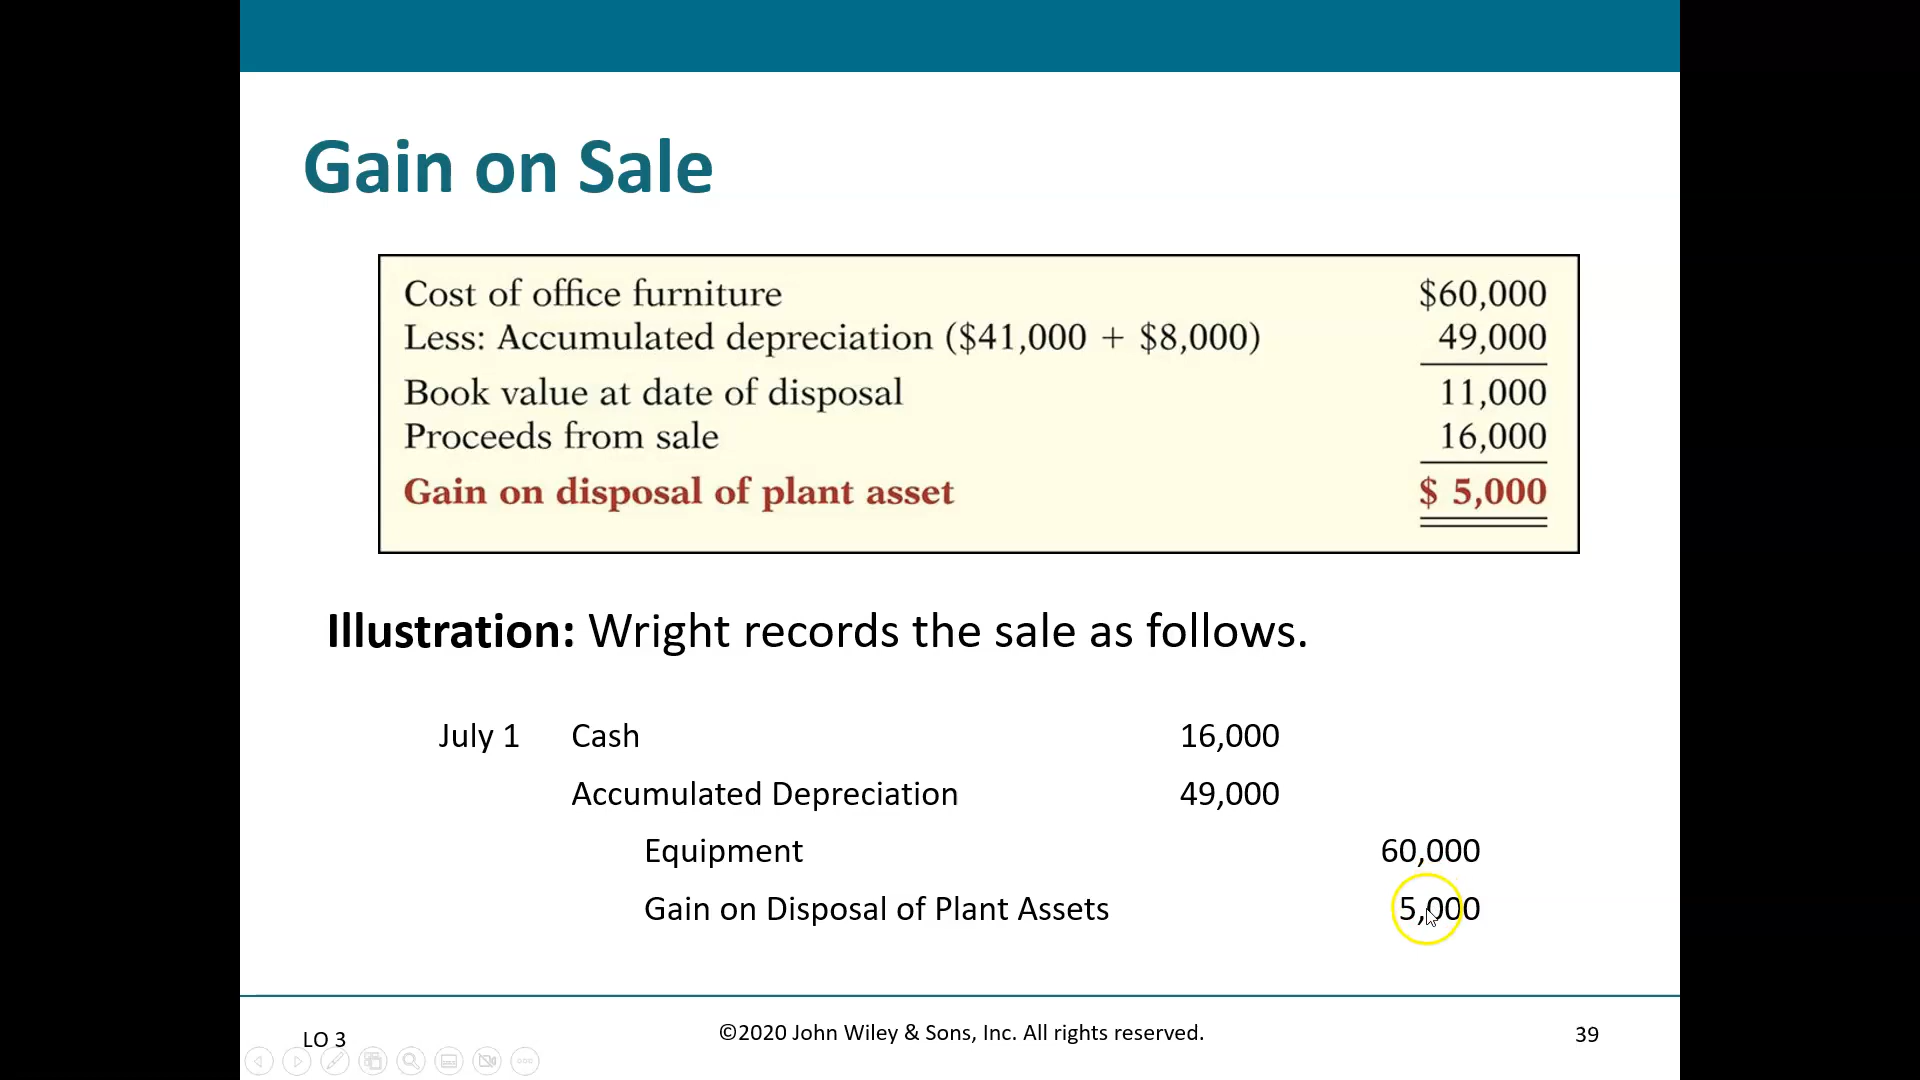 Gain on Sale
Cost of office furniture $60,000
Less: Accumulated depreciation ($41,000 + $8,000) 49,000
Book value at date of disposal 11,000
Proceeds from sale 16,000
Gain on disposal of plant asset $ 5,000
Illustration: Wright records the sale as follows.
July 1 Cash 16,000
Accumulated Depreciation 49,000
Equipment 60,000
Gain on Disposal of Plant Assets 5,000
LO 3 ©2020 John Wiley & Sons, Inc. All rights reserved. 39